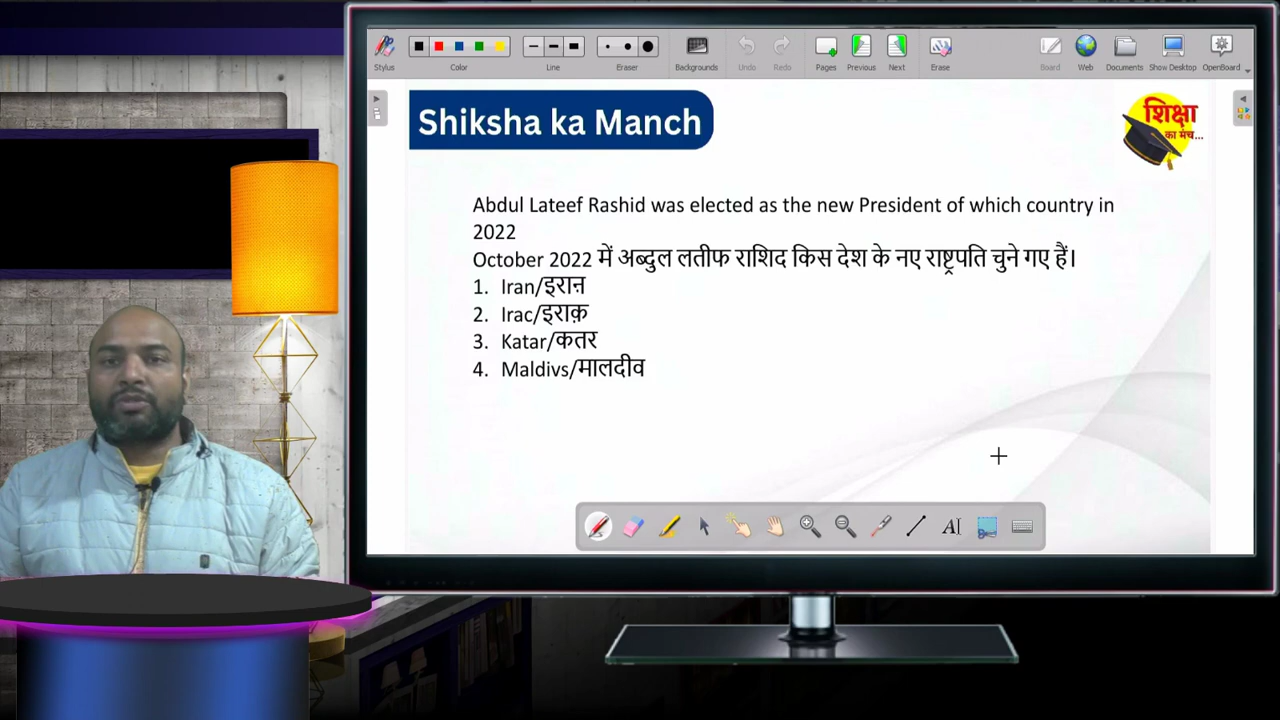 Stylus
Color
Line
Eraser
Backgrounds
Undo
Redo
Pages
Previous
Next
Erase
Board
Web
Documents
Show Desktop
OpenBoard
Shiksha ka Manch
शिक्षा
का मंच...
Abdul Lateef Rashid was elected as the new President of which country in
2022
October 2022 में अब्दुल लतीफ राशिद किस देश के नए राष्ट्रपति चुने गए हैं।
1. Iran/इरान
2. Irac/इराक़
3. Katar/कतर
4. Maldivs/मालदीव
AI